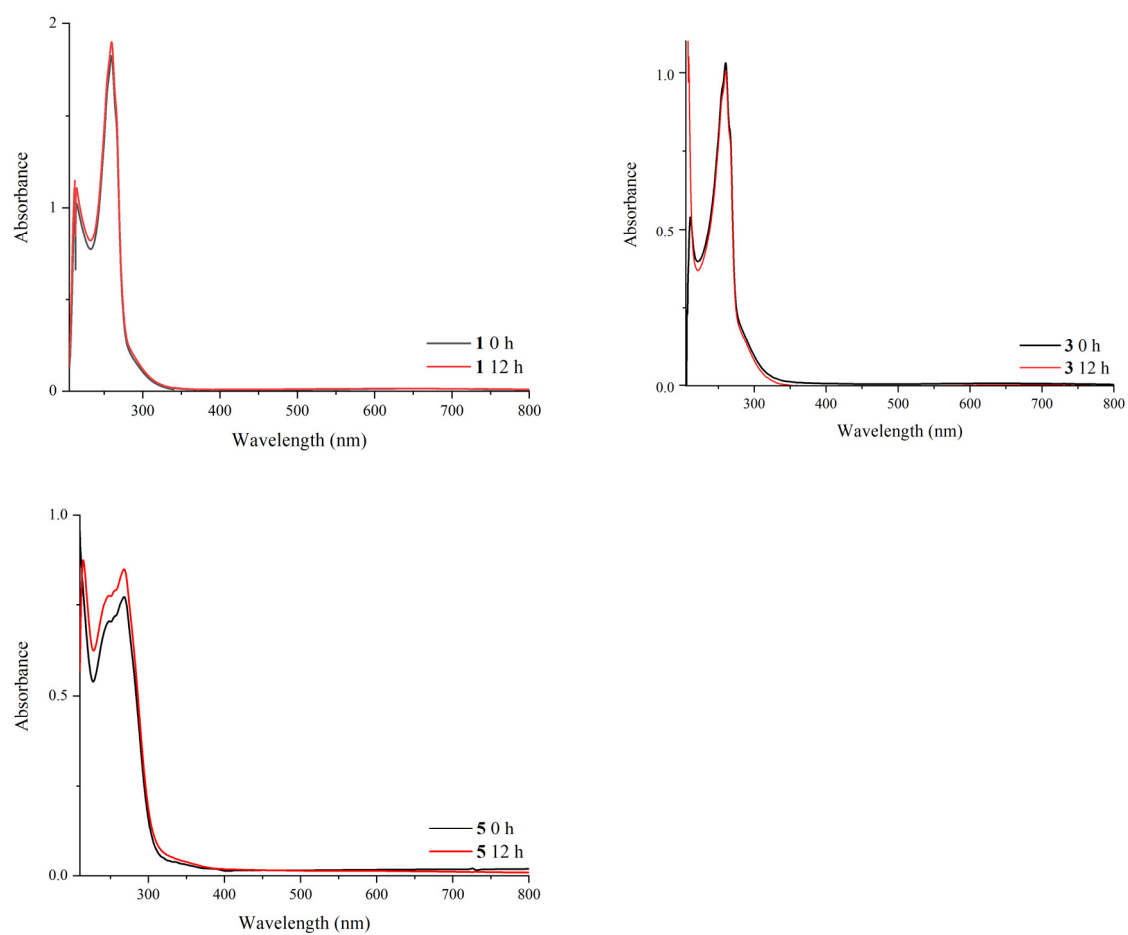 2
1
0
Absorbance
300 400 500 600 700 800
Wavelength (nm)
1 0 h
1 12 h
1.0
0.5
0.0
Absorbance
300 400 500 600 700 800
Wavelength (nm)
3 0 h
3 12 h
1.0
0.5
0.0
Absorbance
300 400 500 600 700 800
Wavelength (nm)
5 0 h
5 12 h